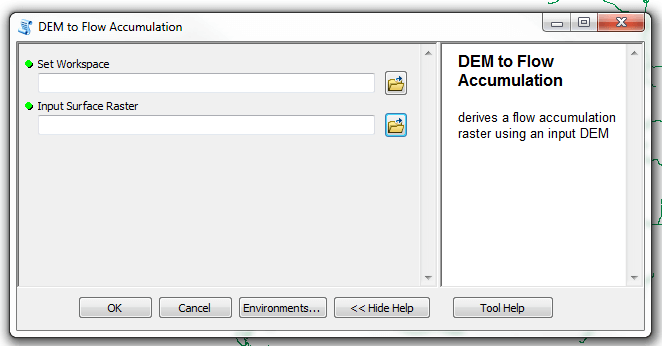 DEM to Flow Accumulation
Set Workspace
Input Surface Raster
DEM to Flow
Accumulation
derives a flow accumulation
raster using an input DEM
OK
Cancel
Environments...
<< Hide Help
Tool Help